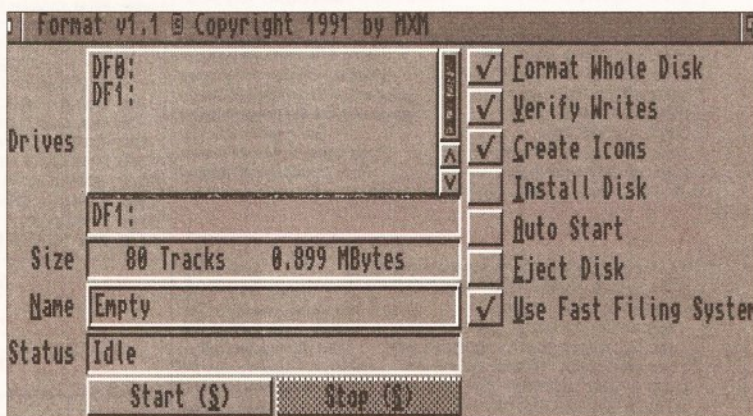 Format v1.1 © Copyright 1991 by MXM
Drives
DF0:
DF1:
DF1:
Size 80 Tracks 0.899 MBytes
Name Empty
Status Idle
Start (S) Stop (S)
✓ Format Whole Disk
✓ Verify Writes
✓ Create Icons
Install Disk
Auto Start
Eject Disk
✓ Use Fast Filing System